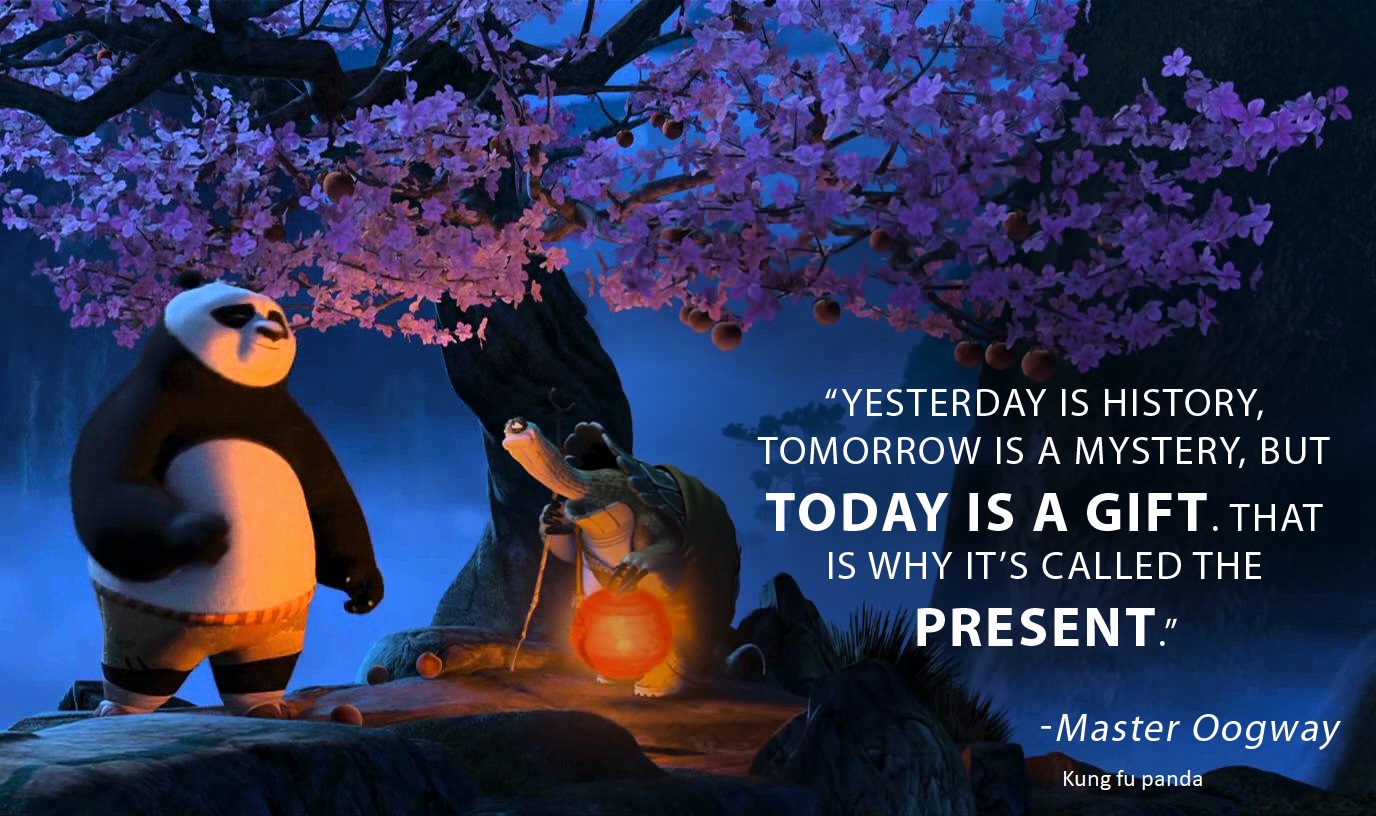 “YESTERDAY IS HISTORY,
TOMORROW IS A MYSTERY, BUT
TODAY IS A GIFT. THAT
IS WHY IT’S CALLED THE
PRESENT.”
-Master Oogway
Kung fu panda